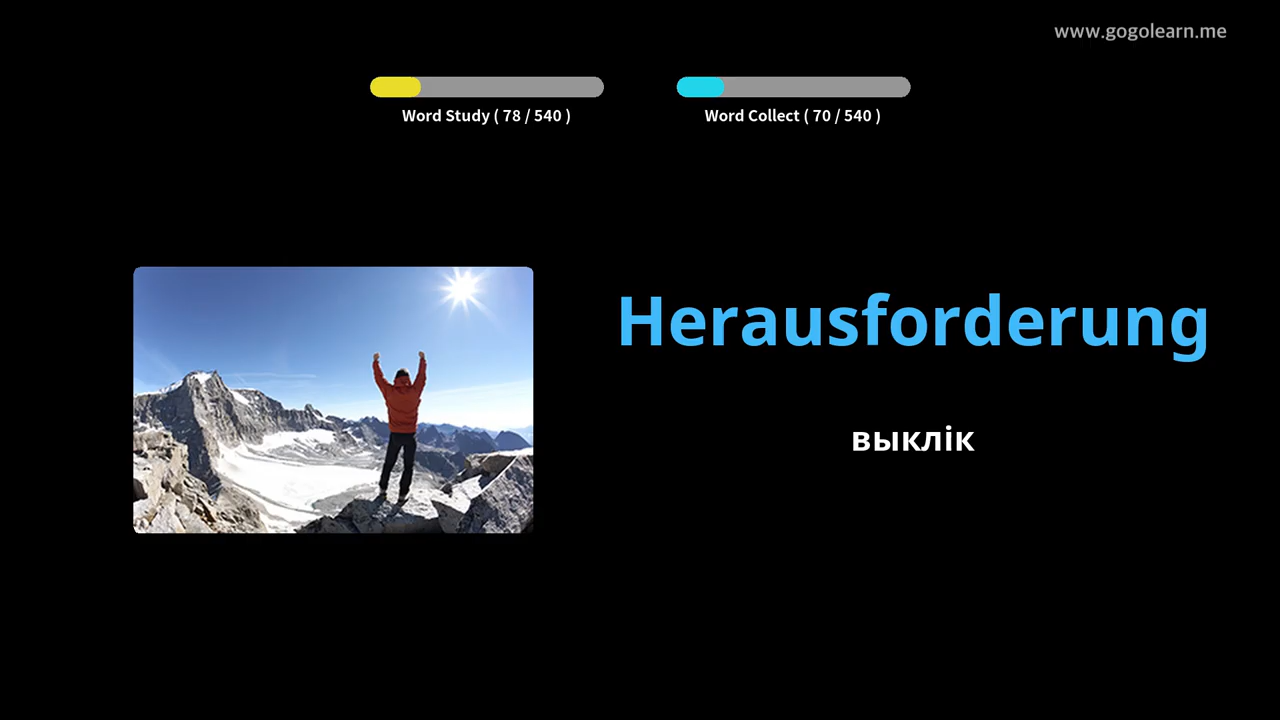 www.gogolearn.me
Word Study ( 78 / 540 )
Word Collect ( 70 / 540 )
Herausforderung
выклік